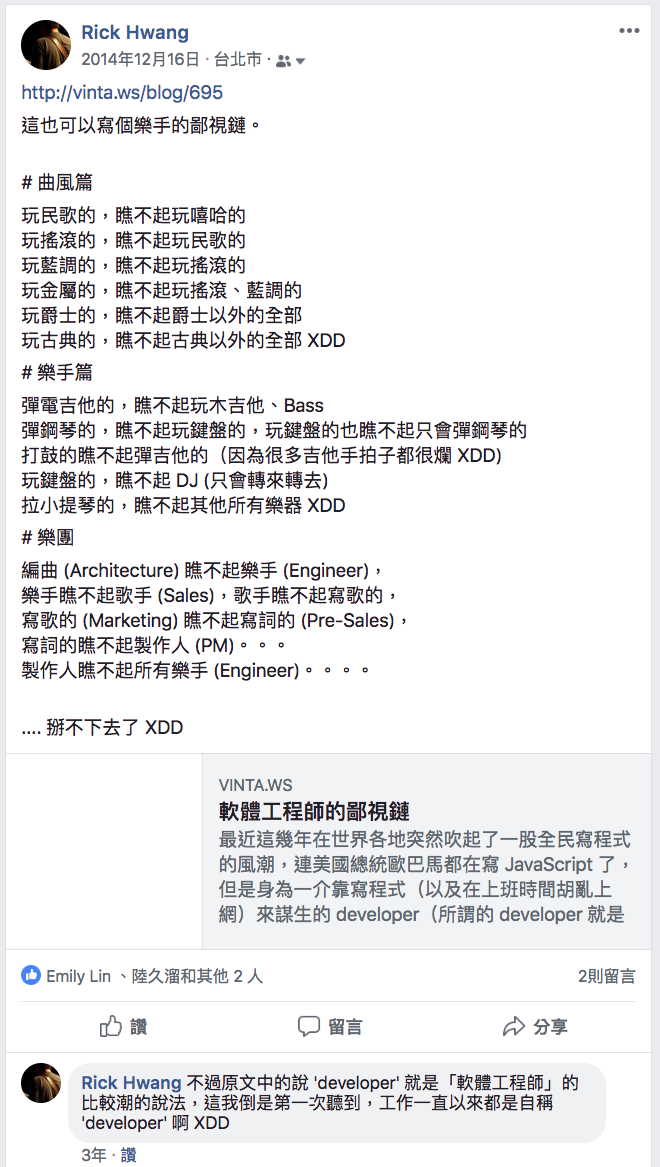 Rick Hwang
2014年12月16日 · 台北市 ·
http://vinta.ws/blog/695
這也可以寫個樂手的鄙視鏈。
# 曲風篇
玩民歌的，瞧不起玩嘻哈的
玩搖滾的，瞧不起玩民歌的
玩藍調的，瞧不起玩搖滾的
玩金屬的，瞧不起玩搖滾、藍調的
玩爵士的，瞧不起爵士以外的全部
玩古典的，瞧不起古典以外的全部 XDD
# 樂手篇
彈電吉他的，瞧不起玩木吉他、Bass
彈鋼琴的，瞧不起玩鍵盤的，玩鍵盤的也瞧不起只會彈鋼琴的
打鼓的瞧不起彈吉他的（因為很多吉他手拍子都很爛 XDD)
玩鍵盤的，瞧不起 DJ (只會轉來轉去)
拉小提琴的，瞧不起其他所有樂器 XDD
# 樂團
編曲 (Architecture) 瞧不起樂手 (Engineer)，
樂手瞧不起歌手 (Sales)，歌手瞧不起寫歌的，
寫歌的 (Marketing) 瞧不起寫詞的 (Pre-Sales)，
寫詞的瞧不起製作人 (PM)。。。
製作人瞧不起所有樂手 (Engineer)。。。。
.... 掰不下去了 XDD
VINTA.WS
軟體工程師的鄙視鏈
最近這幾年在世界各地突然吹起了一股全民寫程式
的風潮，連美國總統歐巴馬都在寫 JavaScript 了，
但是身為一介靠寫程式（以及在上班時間胡亂上
網）來謀生的 developer（所謂的 developer 就是
Emily Lin 、陸久溜和其他 2 人
2則留言
讚
留言
分享
Rick Hwang 不過原文中的說 'developer' 就是「軟體工程師」的
比較潮的說法，這我倒是第一次聽到，工作一直以來都是自稱
'developer' 啊 XDD
3年 · 讚